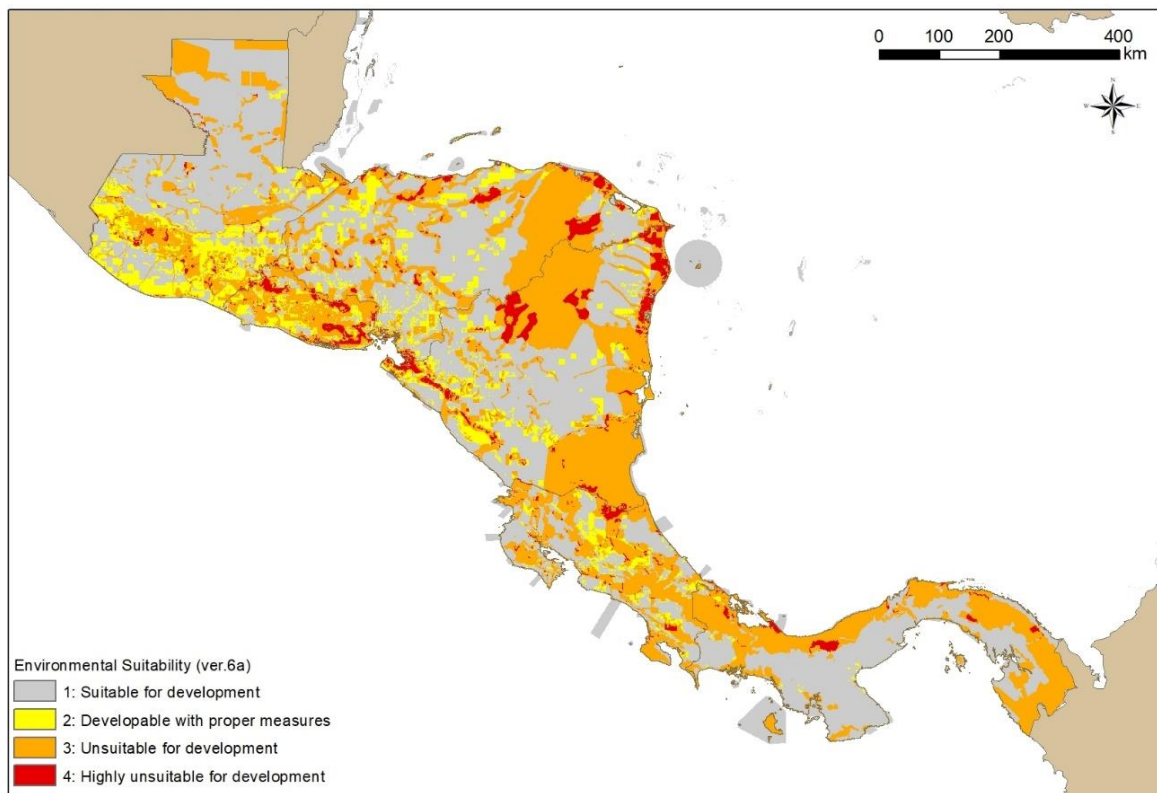 0 100 200 400
km
N
W E
S
Environmental Suitability (ver.6a)
1: Suitable for development
2: Developable with proper measures
3: Unsuitable for development
4: Highly unsuitable for development